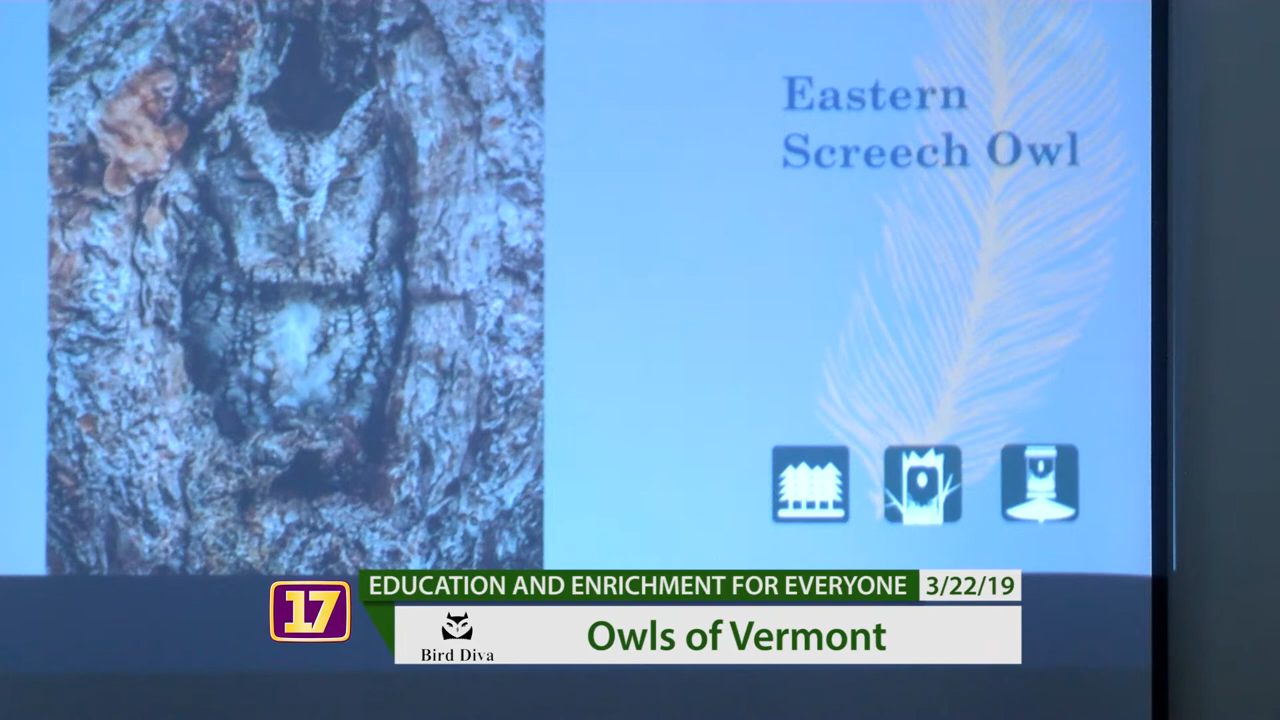 Eastern
Screech Owl
17
EDUCATION AND ENRICHMENT FOR EVERYONE
3/22/19
Bird Diva
Owls of Vermont